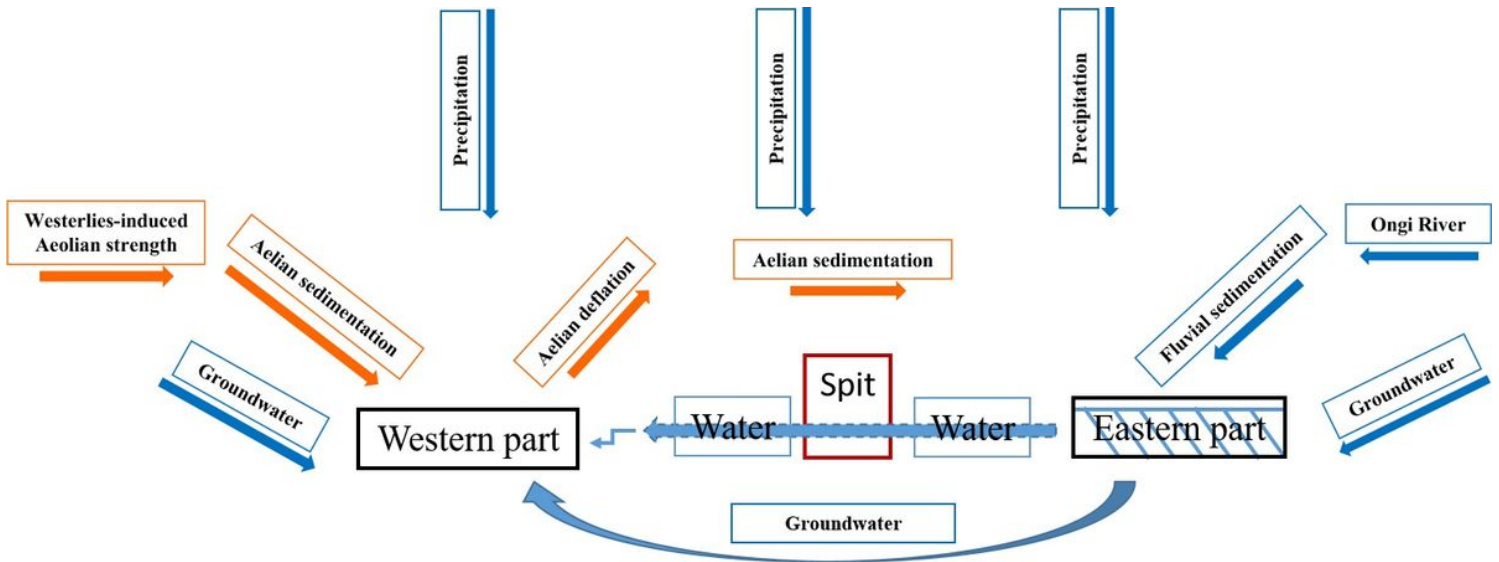 Precipitation
Precipitation
Precipitation
Westerlies-induced
Aeolian strength
Aelian sedimentation
Aelian deflation
Aelian sedimentation
Fluvial sedimentation
Ongi River
Groundwater
Groundwater
Western part
Water
Spit
Water
Eastern part
Groundwater